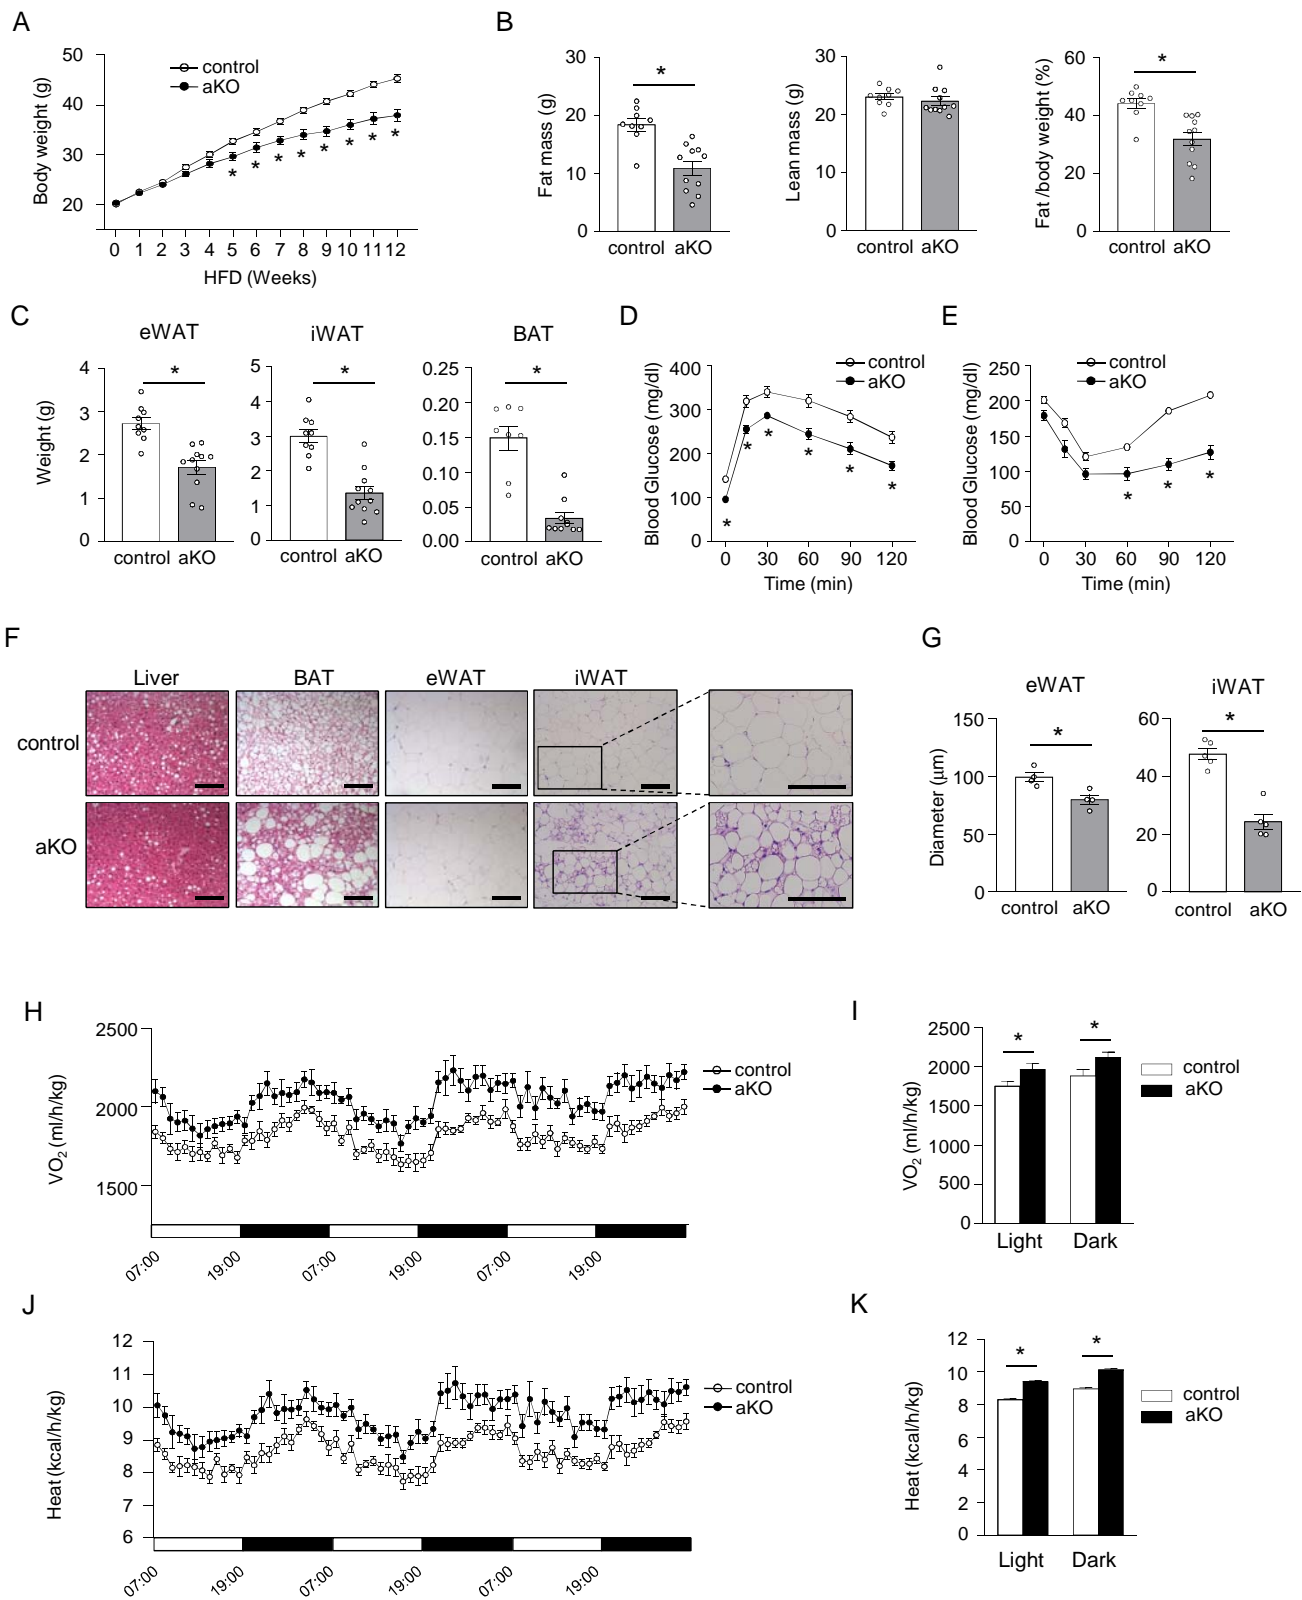 A
50
40
30
20
Body weight (g)
control
aKO
* * * * * * * *
0 1 2 3 4 5 6 7 8 9 10 11 12
HFD (Weeks)
B
30
20
10
0
Fat mass (g)
*
control aKO
30
20
10
0
Lean mass (g)
control aKO
60
40
20
0
Fat /body weight (%)
*
control aKO
C
eWAT
4
3
2
1
0
Weight (g)
*
control aKO
iWAT
5
4
3
2
1
0
*
control aKO
BAT
0.25
0.20
0.15
0.10
0.05
0.00
*
control aKO
D
400
300
200
100
0
Blood Glucose (mg/dl)
control
aKO
* * * * * *
0 30 60 90 120
Time (min)
E
250
200
150
100
50
0
Blood Glucose (mg/dl)
control
aKO
* * *
0 30 60 90 120
Time (min)
F
Liver BAT eWAT iWAT
control
aKO
G
eWAT
150
100
50
0
Diameter (μm)
*
control aKO
iWAT
60
40
20
0
*
control aKO
H
2500
2000
1500
VO2 (ml/h/kg)
control
aKO
07:00 19:00 07:00 19:00 07:00 19:00
I
2500
2000
1500
1000
500
0
VO2 (ml/h/kg)
* *
control
aKO
Light Dark
J
12
11
10
9
8
7
6
Heat (kcal/h/kg)
control
aKO
07:00 19:00 07:00 19:00 07:00 19:00
K
12
10
8
6
4
2
0
Heat (kcal/h/kg)
* *
control
aKO
Light Dark